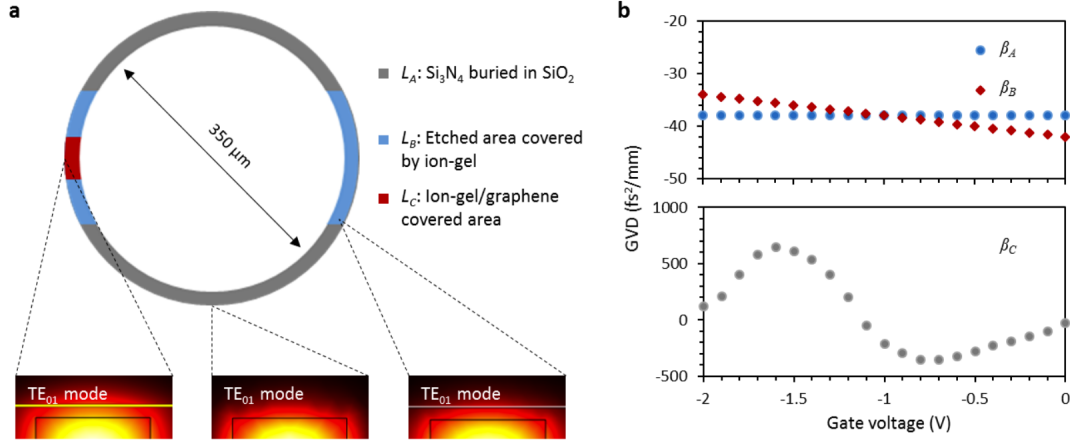 a
350 μm
L_A: Si₃N₄ buried in SiO₂
L_B: Etched area covered
by ion-gel
L_C: Ion-gel/graphene
covered area
TE₀₁ mode
TE₀₁ mode
TE₀₁ mode
b
GVD (fs²/mm)
-20
-30
-40
-50
β_A
β_B
1000
500
0
-500
β_C
-2
-1.5
-1
-0.5
0
Gate voltage (V)